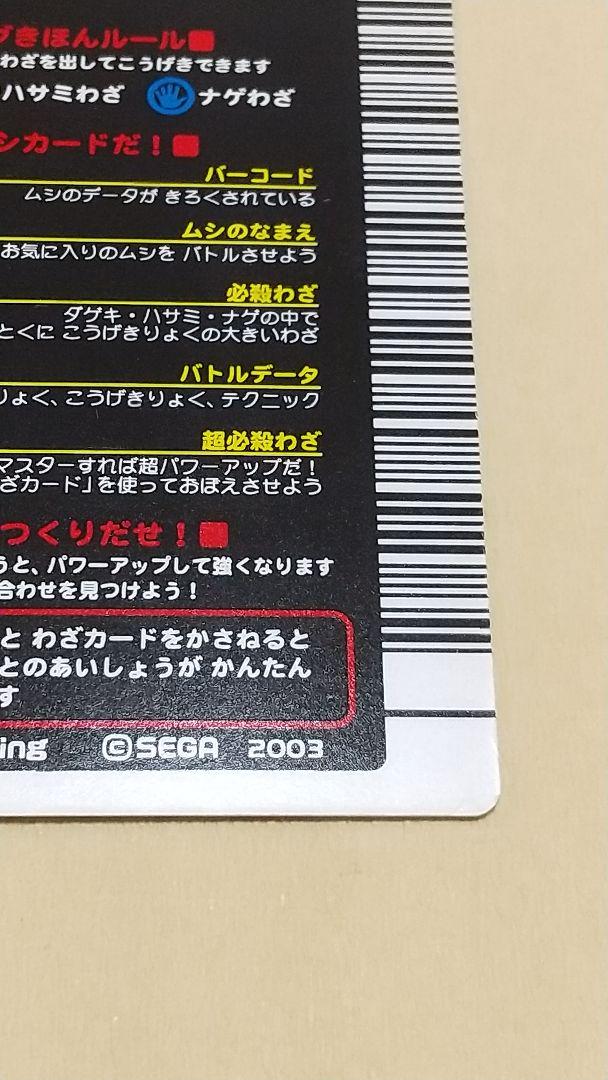 きほんルール
わざを出してこうげきできます
ハサミわざ ナゲわざ
シカードだ！
バーコード
ムシのデータが きろくされている
ムシのなまえ
お気に入りのムシを バトルさせよう
必殺わざ
ダゲキ・ハサミ・ナゲの中で
とくに こうげきりょくの大きいわざ
バトルデータ
りょく、こうげきりょく、テクニック
超必殺わざ
マスターすれば超パワーアップだ！
ざカード」を使っておぼえさせよう
つくりだせ！
うと、パワーアップして強くなります
合わせを見つけよう！
と わざカードをかさねると
とのあいしょうが かんたん
す
ing ©SEGA 2003